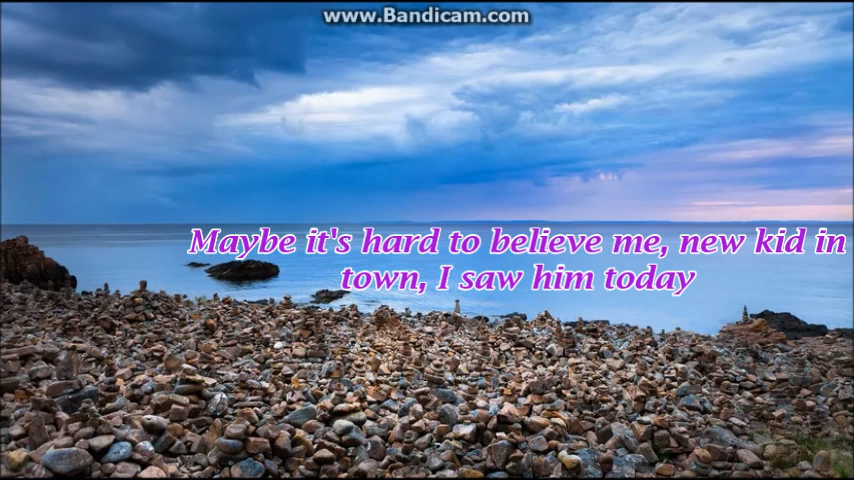 www.Bandicam.com
Maybe it's hard to believe me, new kid in
town, I saw him today